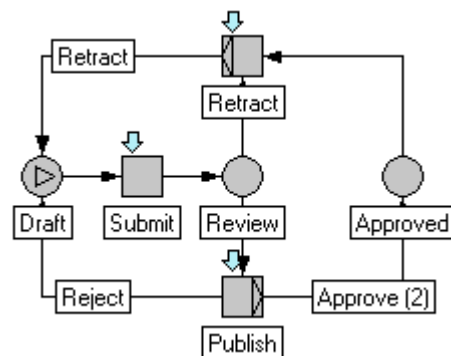 Retract
Retract
Draft
Submit
Review
Approved
Reject
Approve (2)
Publish